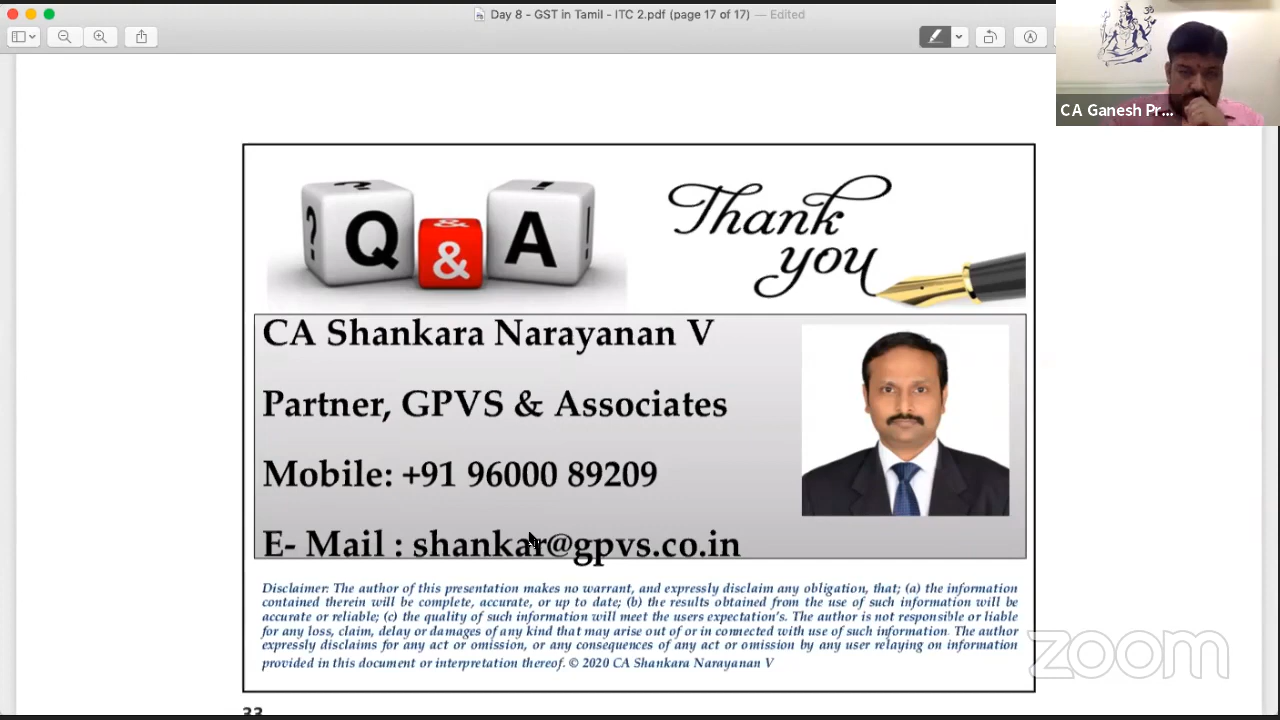 Day 8 - GST in Tamil - ITC 2.pdf (page 17 of 17) — Edited
CA Ganesh Pr...
Q & A
Thank
you
CA Shankara Narayanan V
Partner, GPVS & Associates
Mobile: +91 96000 89209
E- Mail : shankar@gpvs.co.in
Disclaimer: The author of this presentation makes no warrant, and expressly disclaim any obligation, that; (a) the information
contained therein will be complete, accurate, or up to date; (b) the results obtained from the use of such information will be
accurate or reliable; (c) the quality of such information will meet the users expectation's. The author is not responsible or liable
for any loss, claim, delay or damages of any kind that may arise out of or in connected with use of such information. The author
expressly disclaims for any act or omission, or any consequences of any act or omission by any user relaying on information
provided in this document or interpretation thereof. © 2020 CA Shankara Narayanan V
zoom
33